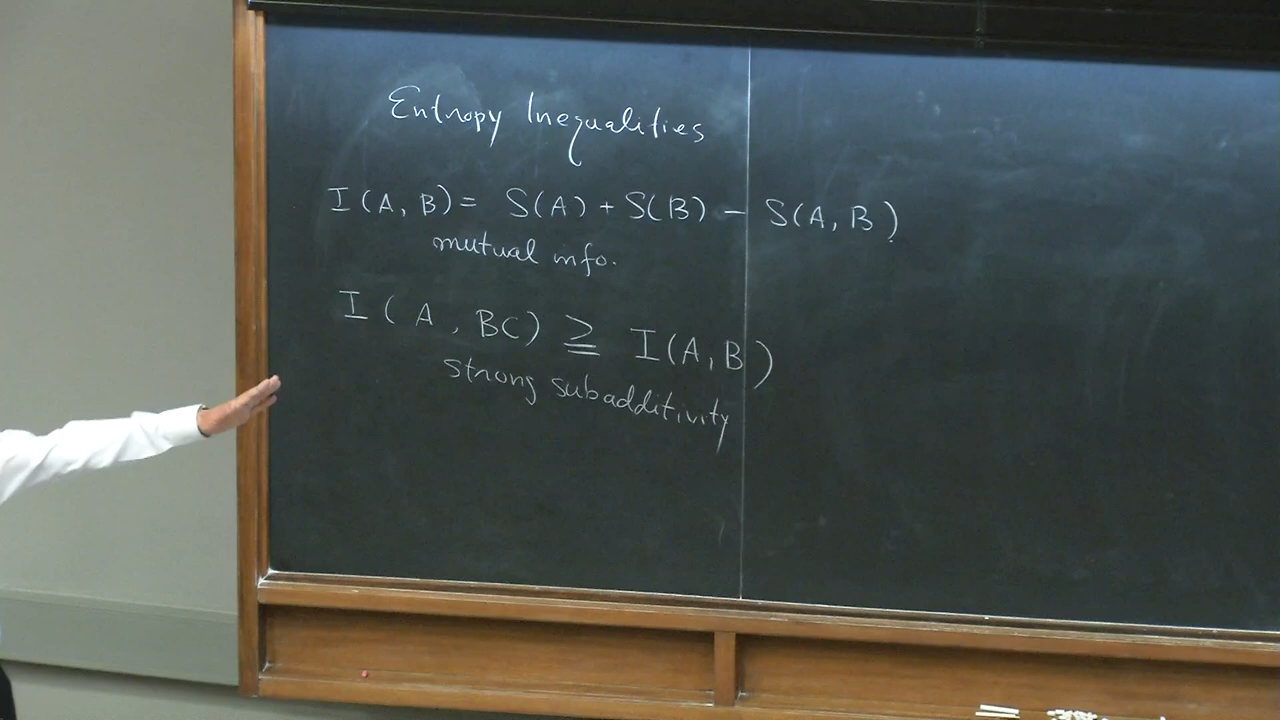 Entropy Inequalities
I(A, B) = S(A) + S(B) - S(A, B)
mutual info.
I(A, BC) ≧ I(A, B)
strong subadditivity